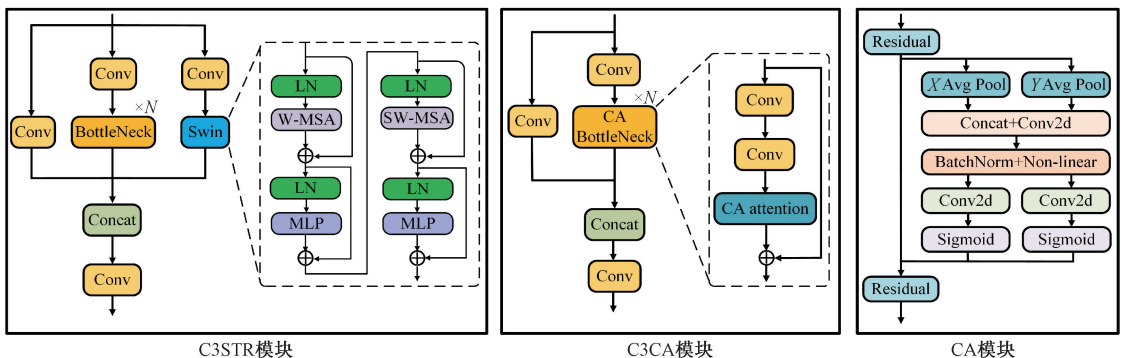 Conv
Conv
×N
Conv
BottleNeck
Swin
Concat
Conv
LN
W-MSA
LN
MLP
LN
SW-MSA
LN
MLP
C3STR模块
Conv
×N
Conv
CA
BottleNeck
Concat
Conv
Conv
Conv
CA attention
C3CA模块
Residual
X Avg Pool
Y Avg Pool
Concat+Conv2d
BatchNorm+Non-linear
Conv2d
Conv2d
Sigmoid
Sigmoid
Residual
CA模块